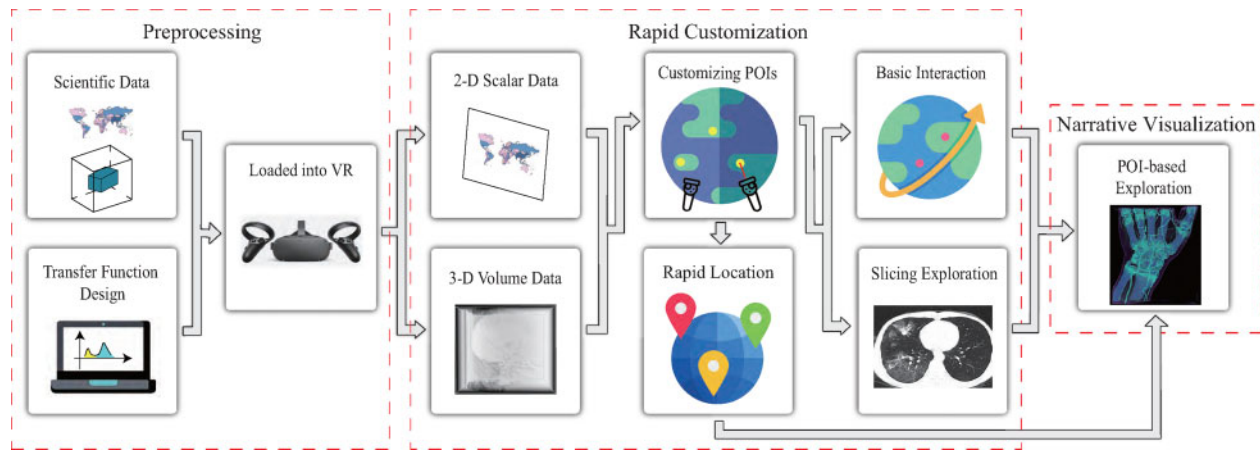 Preprocessing
Scientific Data
Transfer Function
Design
Loaded into VR
Rapid Customization
2-D Scalar Data
3-D Volume Data
Customizing POIs
Rapid Location
Basic Interaction
Slicing Exploration
Narrative Visualization
POI-based
Exploration